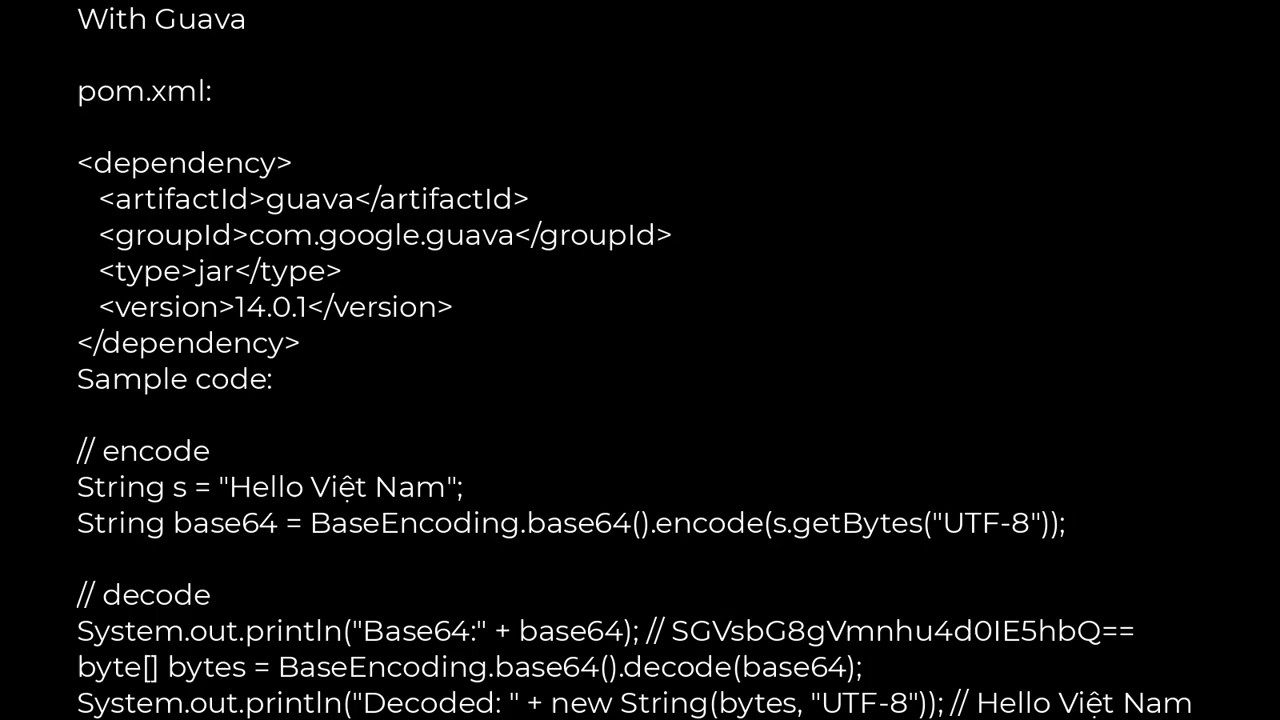 With Guava
pom.xml:
<dependency>
<artifactId>guava</artifactId>
<groupId>com.google.guava</groupId>
<type>jar</type>
<version>14.0.1</version>
</dependency>
Sample code:
// encode
String s = "Hello Việt Nam";
String base64 = BaseEncoding.base64().encode(s.getBytes("UTF-8"));
// decode
System.out.println("Base64:" + base64); // SGVsbG8gVmnhu4d0IE5hbQ==
byte[] bytes = BaseEncoding.base64().decode(base64);
System.out.println("Decoded: " + new String(bytes, "UTF-8")); // Hello Việt Nam